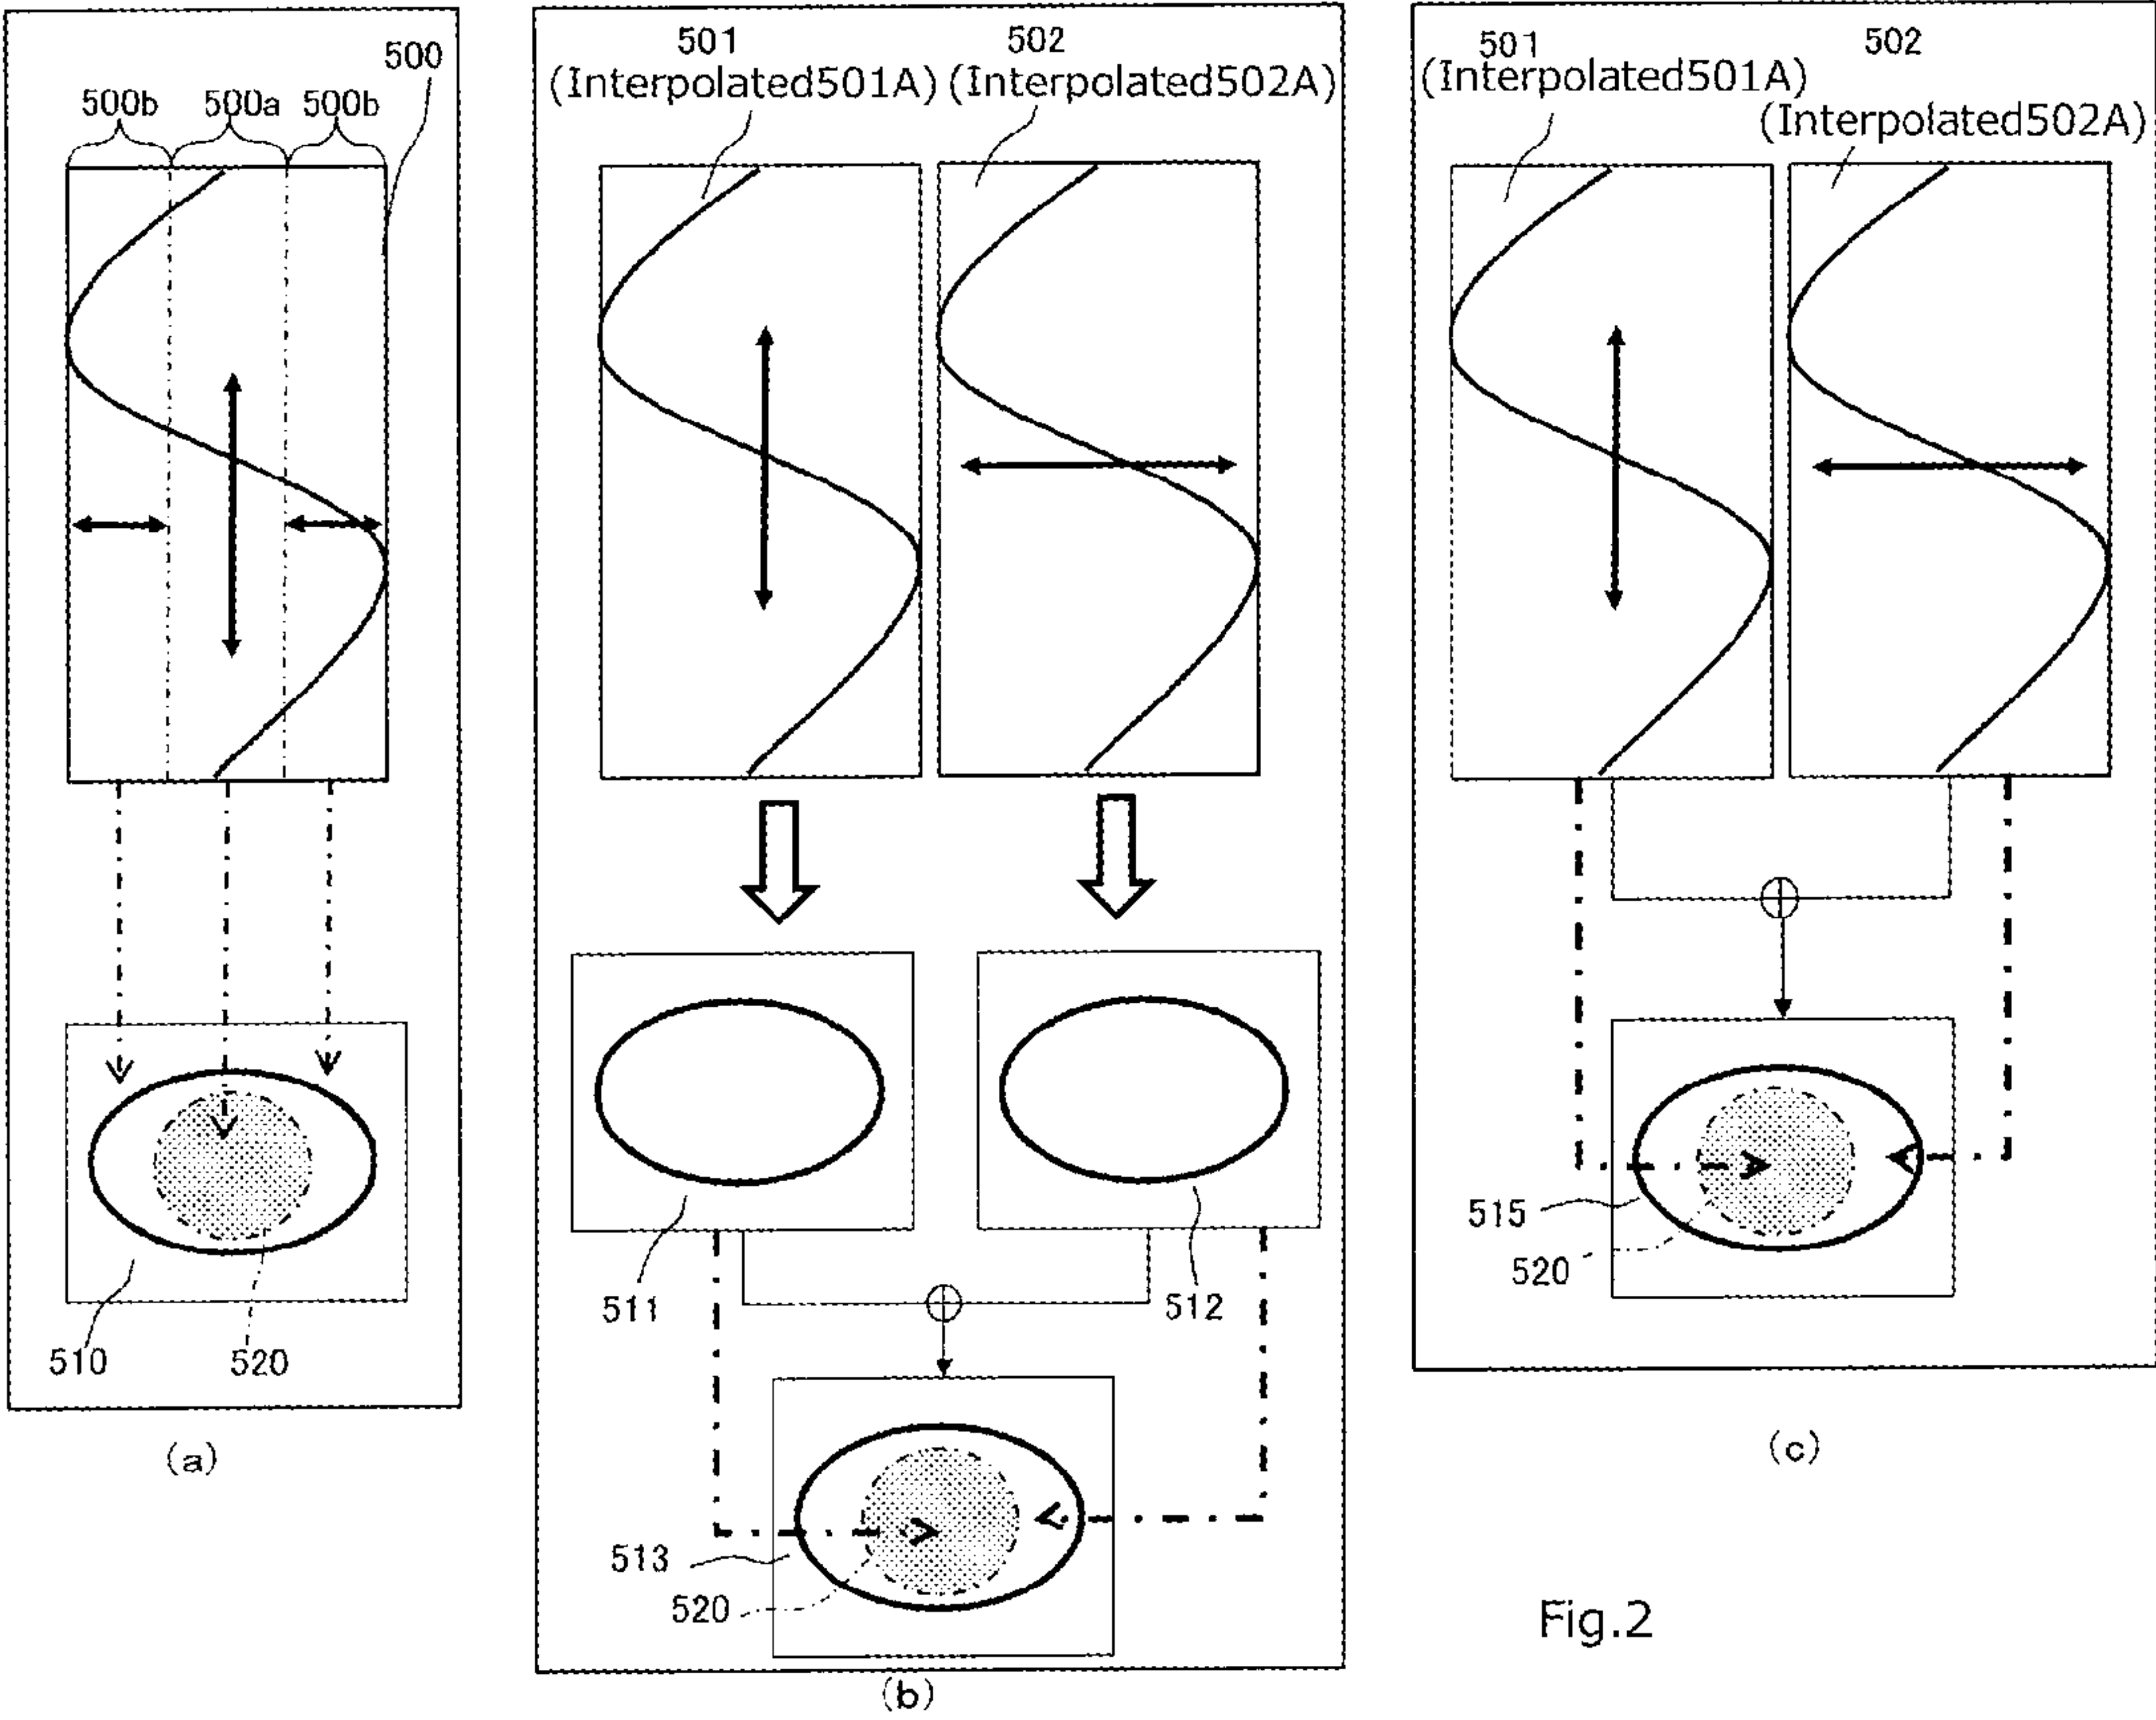 500
500b 500a 500b
510
520
(a)
501 502
(Interpolated501A) (Interpolated502A)
511
512
513
520
(b)
501 502
(Interpolated501A)
(Interpolated502A)
515
520
(c)
Fig.2